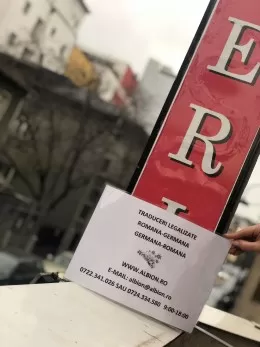 E
R
I
TRADUCERI LEGALIZATE
ROMANA-GERMANA
GERMANA-ROMANA
WWW.ALBION.RO
E-MAIL: albion@albion.ro
0722.341.026 SAU 0724.334.580 9:00-18:00